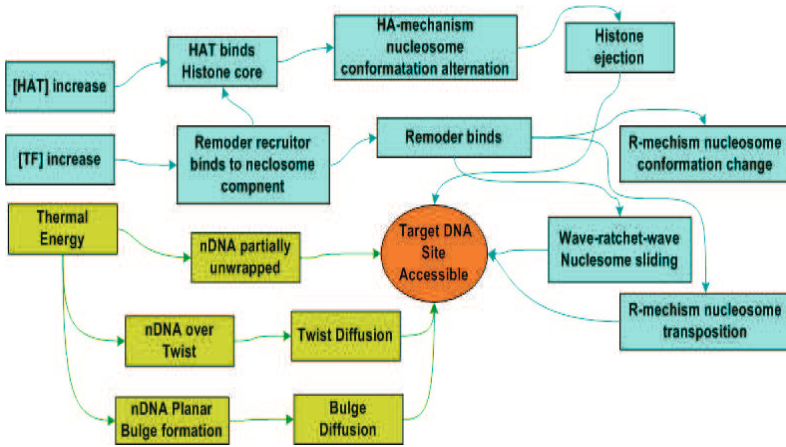 HA-mechanism
nucleosome
conformatation alternation
HAT binds
Histone core
Histone
ejection
[HAT] increase
[TF] increase
Remoder recruitor
binds to neclosome
compnent
Remoder binds
R-mechism nucleosome
conformation change
Thermal
Energy
nDNA partially
unwrapped
Target DNA
Site
Accessible
Wave-ratchet-wave
Nuclesome sliding
R-mechism nucleosome
transposition
nDNA over
Twist
Twist Diffusion
nDNA Planar
Bulge formation
Bulge
Diffusion